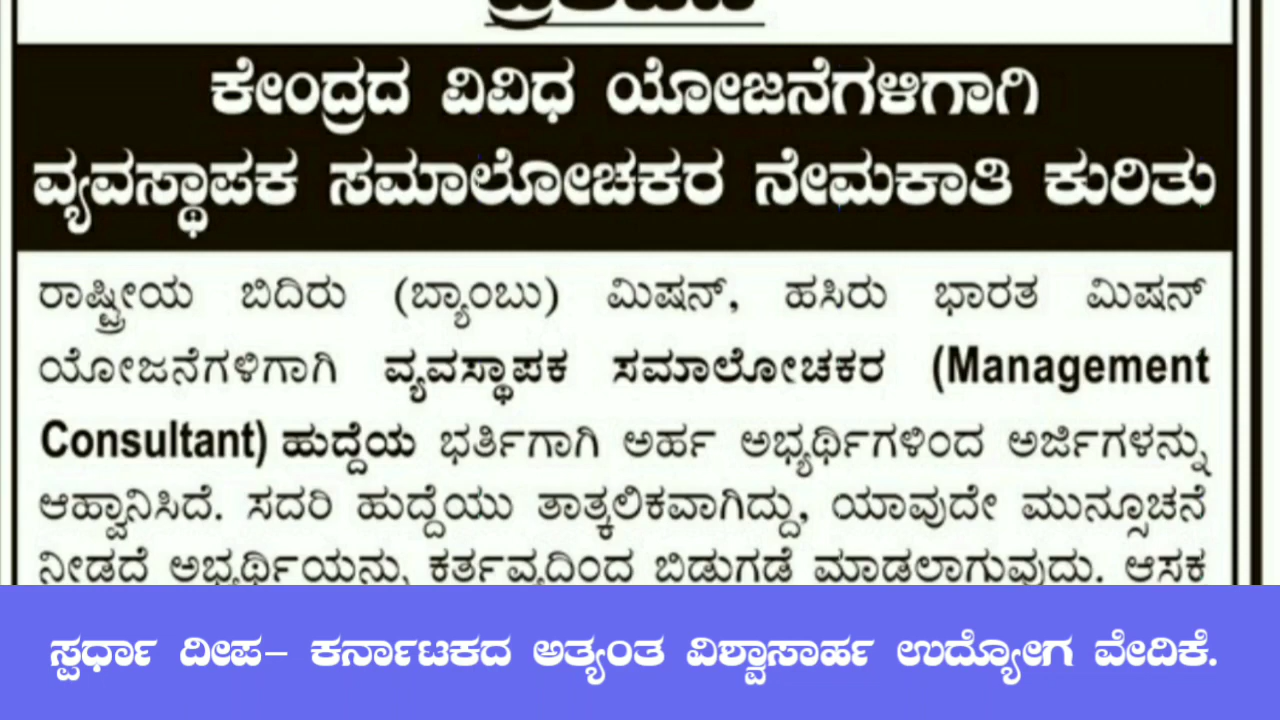 ಕೇಂದ್ರದ ವಿವಿಧ ಯೋಜನೆಗಳಿಗಾಗಿ
ವ್ಯವಸ್ಥಾಪಕ ಸಮಾಲೋಚಕರ ನೇಮಕಾತಿ ಕುರಿತು
ರಾಷ್ಟ್ರೀಯ ಬಿದಿರು (ಬ್ಯಾಂಬು) ಮಿಷನ್, ಹಸಿರು ಭಾರತ ಮಿಷನ್
ಯೋಜನೆಗಳಿಗಾಗಿ ವ್ಯವಸ್ಥಾಪಕ ಸಮಾಲೋಚಕರ (Management
Consultant) ಹುದ್ದೆಯ ಭರ್ತಿಗಾಗಿ ಅರ್ಹ ಅಭ್ಯರ್ಥಿಗಳಿಂದ ಅರ್ಜಿಗಳನ್ನು
ಆಹ್ವಾನಿಸಿದೆ. ಸದರಿ ಹುದ್ದೆಯು ತಾತ್ಕಲಿಕವಾಗಿದ್ದು, ಯಾವುದೇ ಮುನ್ಸೂಚನೆ
ನೀಡದೆ ಅಭ್ಯರ್ಥಿಯನ್ನು ಕರ್ತವ್ಯದಿಂದ ಬಿಡುಗಡೆ ಮಾಡಲಾಗುವುದು.
ಸ್ಪರ್ಧಾ ದೀಪ- ಕರ್ನಾಟಕದ ಅತ್ಯಂತ ವಿಶ್ವಾಸಾರ್ಹ ಉದ್ಯೋಗ ವೇದಿಕೆ.